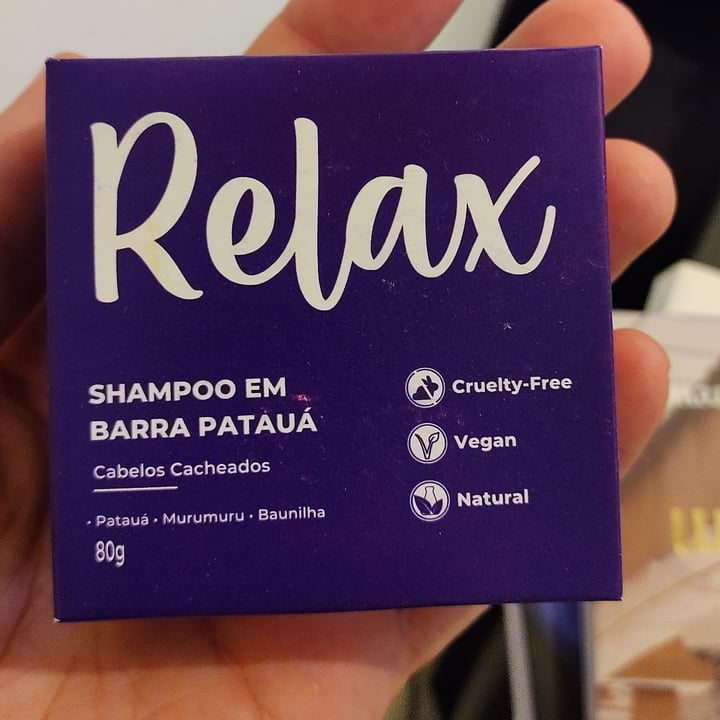 Relax
SHAMPOO EM
BARRA PATAUÁ
Cabelos Cacheados
• Patauá • Murumuru • Baunilha
80g
Cruelty-Free
Vegan
Natural